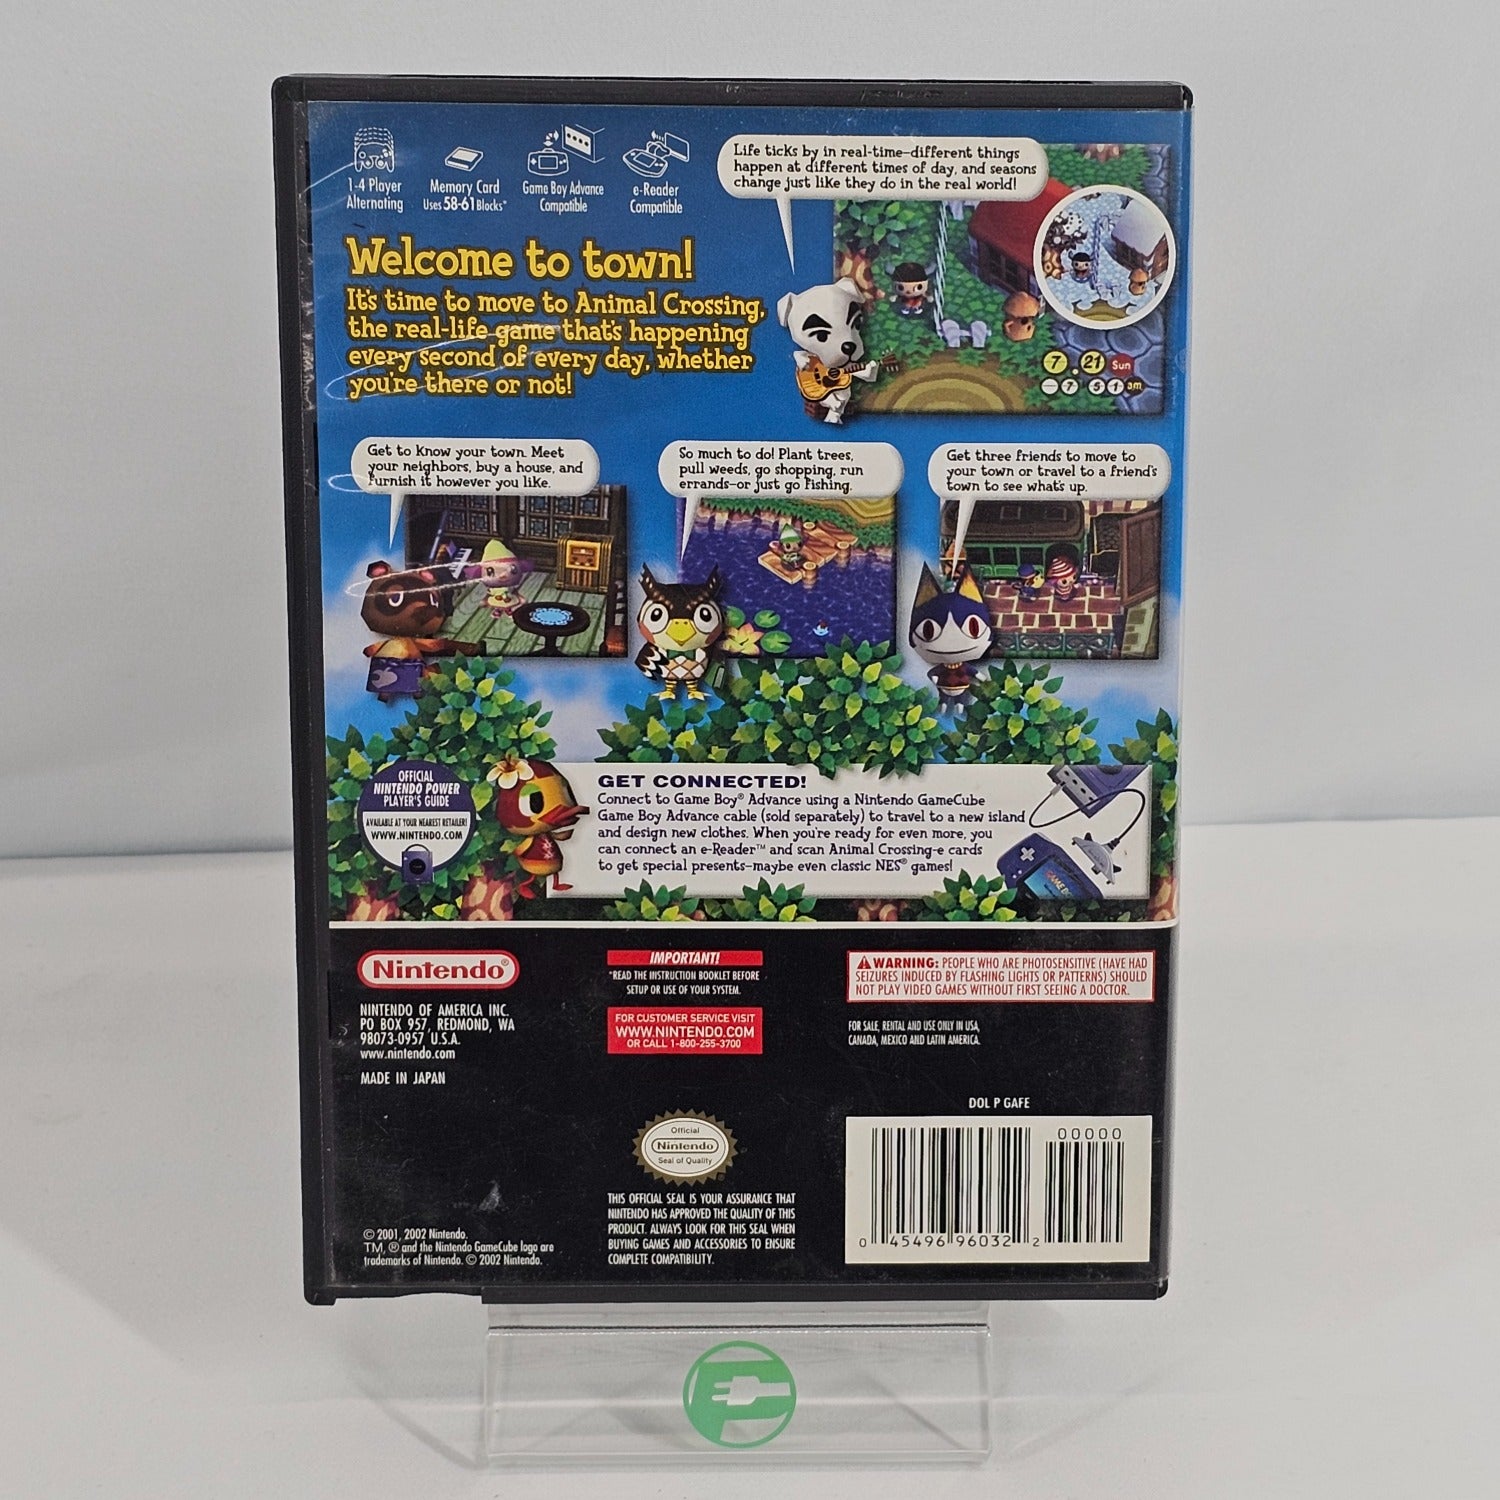 1-4 Player
Alternating
Memory Card
Uses 58-61 Blocks*
Game Boy Advance
Compatible
e-Reader
Compatible
Life ticks by in real-time–different things
happen at different times of day, and seasons
change just like they do in the real world!
Welcome to town!
It's time to move to Animal Crossing,
the real-life game that's happening
every second of every day, whether
you're there or not!
7.21 Sun
7 51 am
Get to know your town. Meet
your neighbors, buy a house, and
furnish it however you like.
So much to do! Plant trees,
pull weeds, go shopping, run
errands–or just go fishing.
Get three friends to move to
your town or travel to a friend's
town to see what's up.
OFFICIAL
NINTENDO POWER
PLAYER'S GUIDE
AVAILABLE AT YOUR NEAREST RETAILER!
WWW.NINTENDO.COM
GET CONNECTED!
Connect to Game Boy® Advance using a Nintendo GameCube
Game Boy Advance cable (sold separately) to travel to a new island
and design new clothes. When you're ready for even more, you
can connect an e-Reader™ and scan Animal Crossing-e cards
to get special presents–maybe even classic NES® games!
Nintendo®
NINTENDO OF AMERICA INC.
PO BOX 957, REDMOND, WA
98073-0957 U.S.A.
www.nintendo.com
MADE IN JAPAN
IMPORTANT!
*READ THE INSTRUCTION BOOKLET BEFORE
SETUP OR USE OF YOUR SYSTEM.
FOR CUSTOMER SERVICE VISIT
WWW.NINTENDO.COM
OR CALL 1-800-255-3700
WARNING: PEOPLE WHO ARE PHOTOSENSITIVE (HAVE HAD
SEIZURES INDUCED BY FLASHING LIGHTS OR PATTERNS) SHOULD
NOT PLAY VIDEO GAMES WITHOUT FIRST SEEING A DOCTOR.
FOR SALE, RENTAL AND USE ONLY IN USA,
CANADA, MEXICO AND LATIN AMERICA.
DOL P GAFE
00000
0 45496 96032 2
Official
Nintendo
Seal of Quality
THIS OFFICIAL SEAL IS YOUR ASSURANCE THAT
NINTENDO HAS APPROVED THE QUALITY OF THIS
PRODUCT. ALWAYS LOOK FOR THIS SEAL WHEN
BUYING GAMES AND ACCESSORIES TO ENSURE
COMPLETE COMPATIBILITY.
© 2001, 2002 Nintendo.
TM, ® and the Nintendo GameCube logo are
trademarks of Nintendo. © 2002 Nintendo.